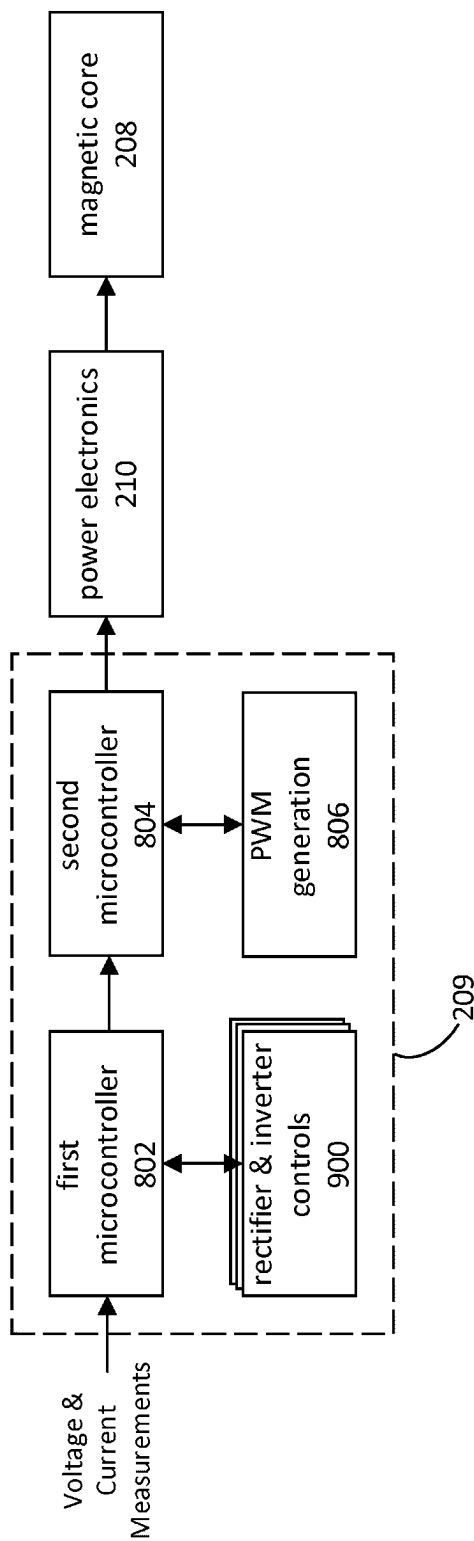 Voltage &
Current
Measurements
first
microcontroller
802
second
microcontroller
804
power electronics
210
magnetic core
208
rectifier & inverter
controls
900
PWM
generation
806
209